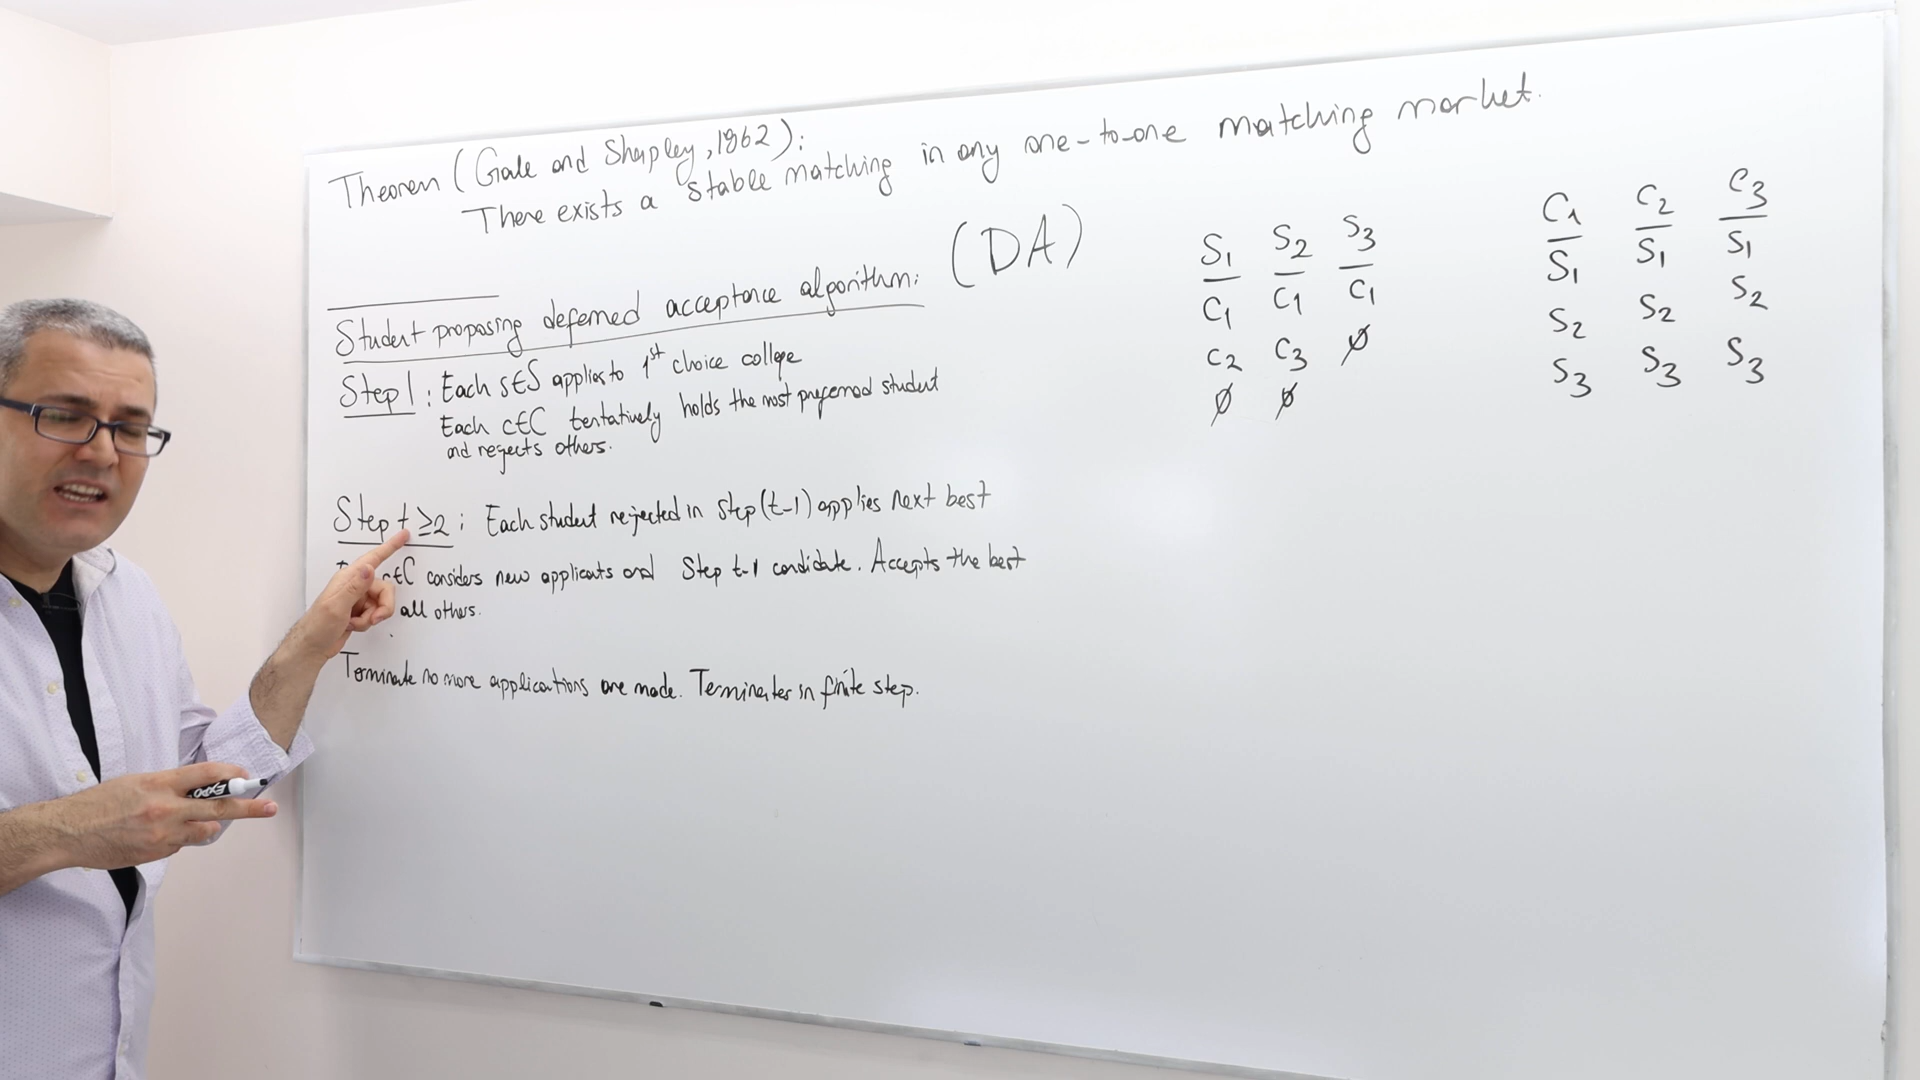 Theorem (Gale and Shapley, 1962):
There exists a stable matching in any one-to-one matching market.
(DA)
Student proposing deferred acceptance algorithm:
Step 1: Each s∈S applies to 1st choice college
Each c∈C tentatively holds the most preferred student
and rejects others.
Step t ≥2: Each student rejected in Step (t-1) applies next best
c∈C considers new applicants and Step t-1 candidate. Accepts the best
all others.
Terminate no more applications are made. Terminates in finite step.
S1 S2 S3
C1 C1 C1
C2 C3 ∅
∅ ∅
C1 C2 C3
S1 S1 S1
S2 S2 S2
S3 S3 S3
EXPO